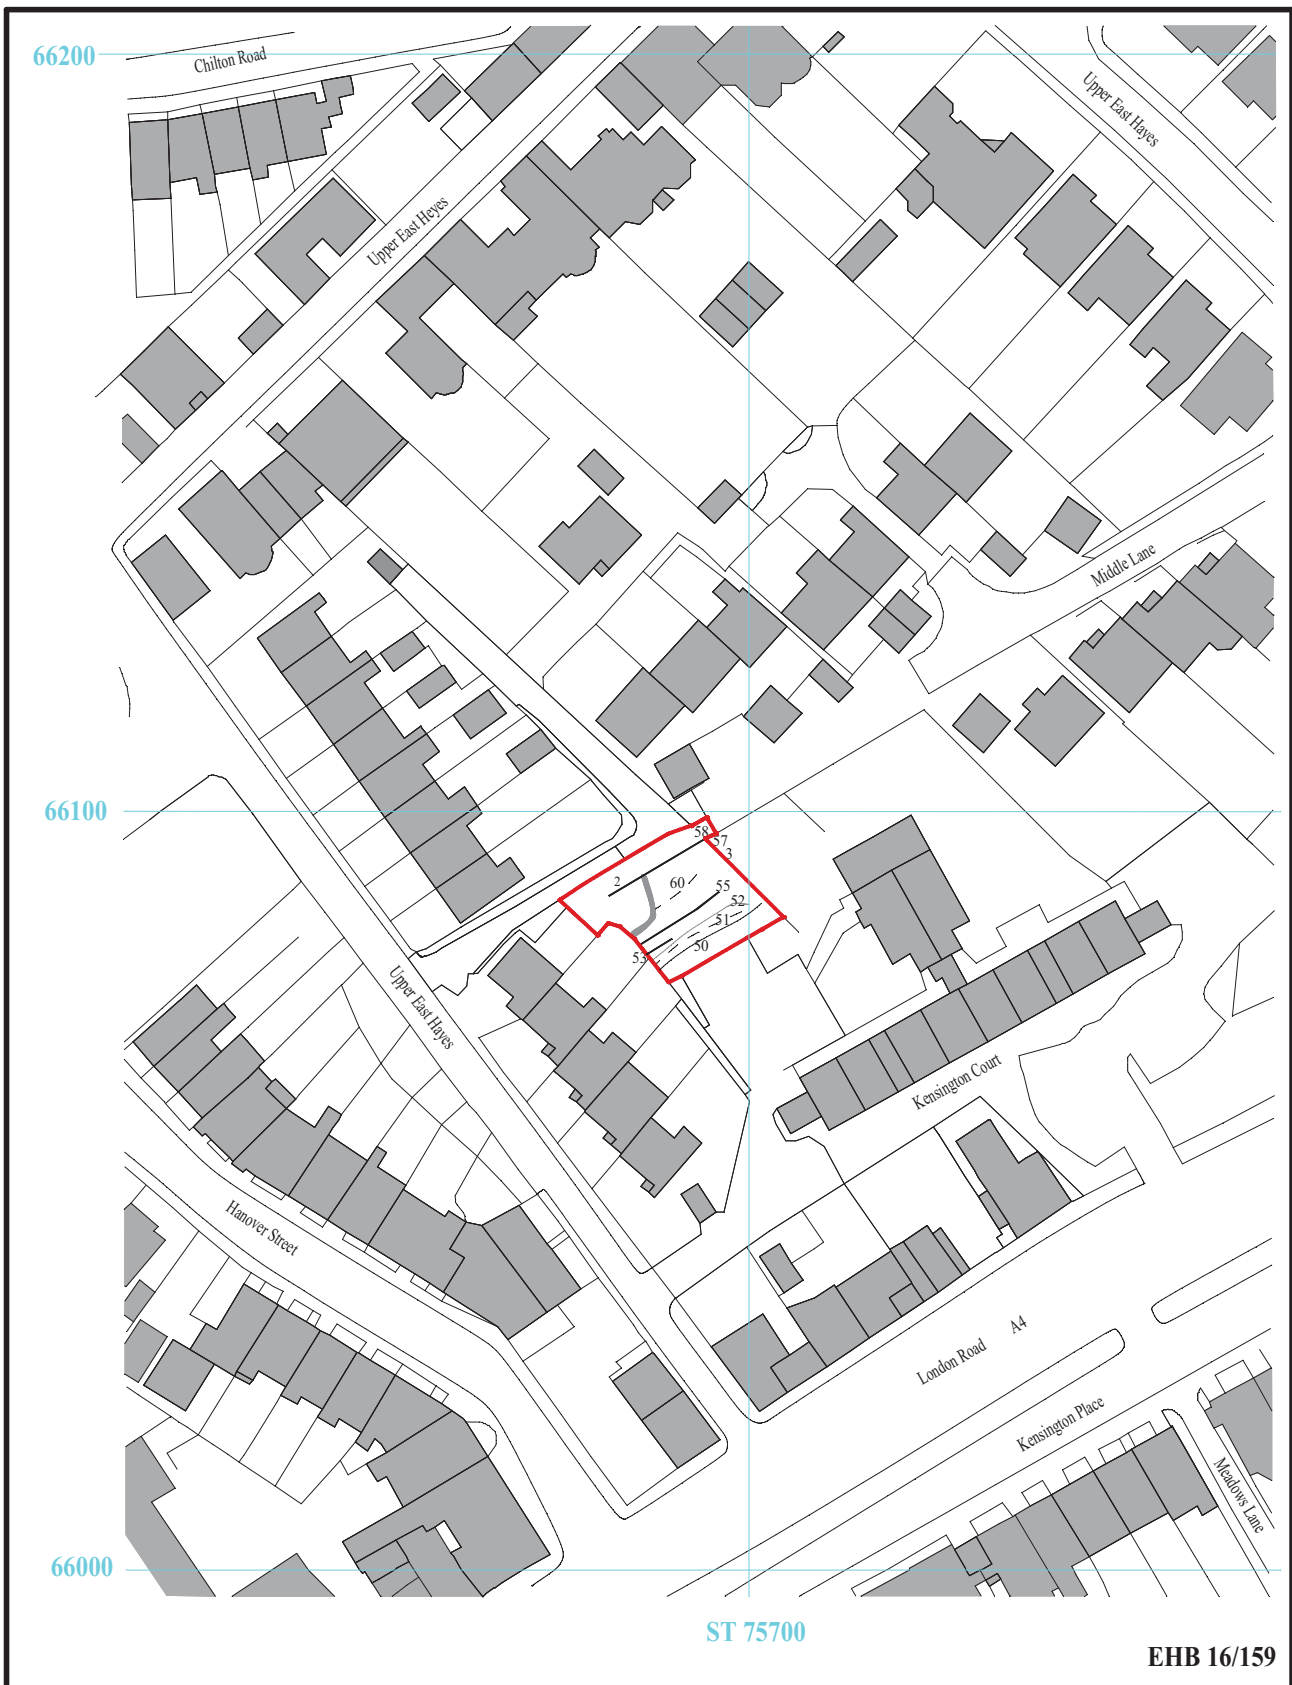 66200
Chilton Road
Upper East Hayes
Upper East Heyes
Middle Lane
66100
58
57
3
2
60
55
52
51
50
53
Upper East Hayes
Kensington Court
Hanover Street
London Road
A4
Kensington Place
Meadows Lane
66000
ST 75700
EHB 16/159